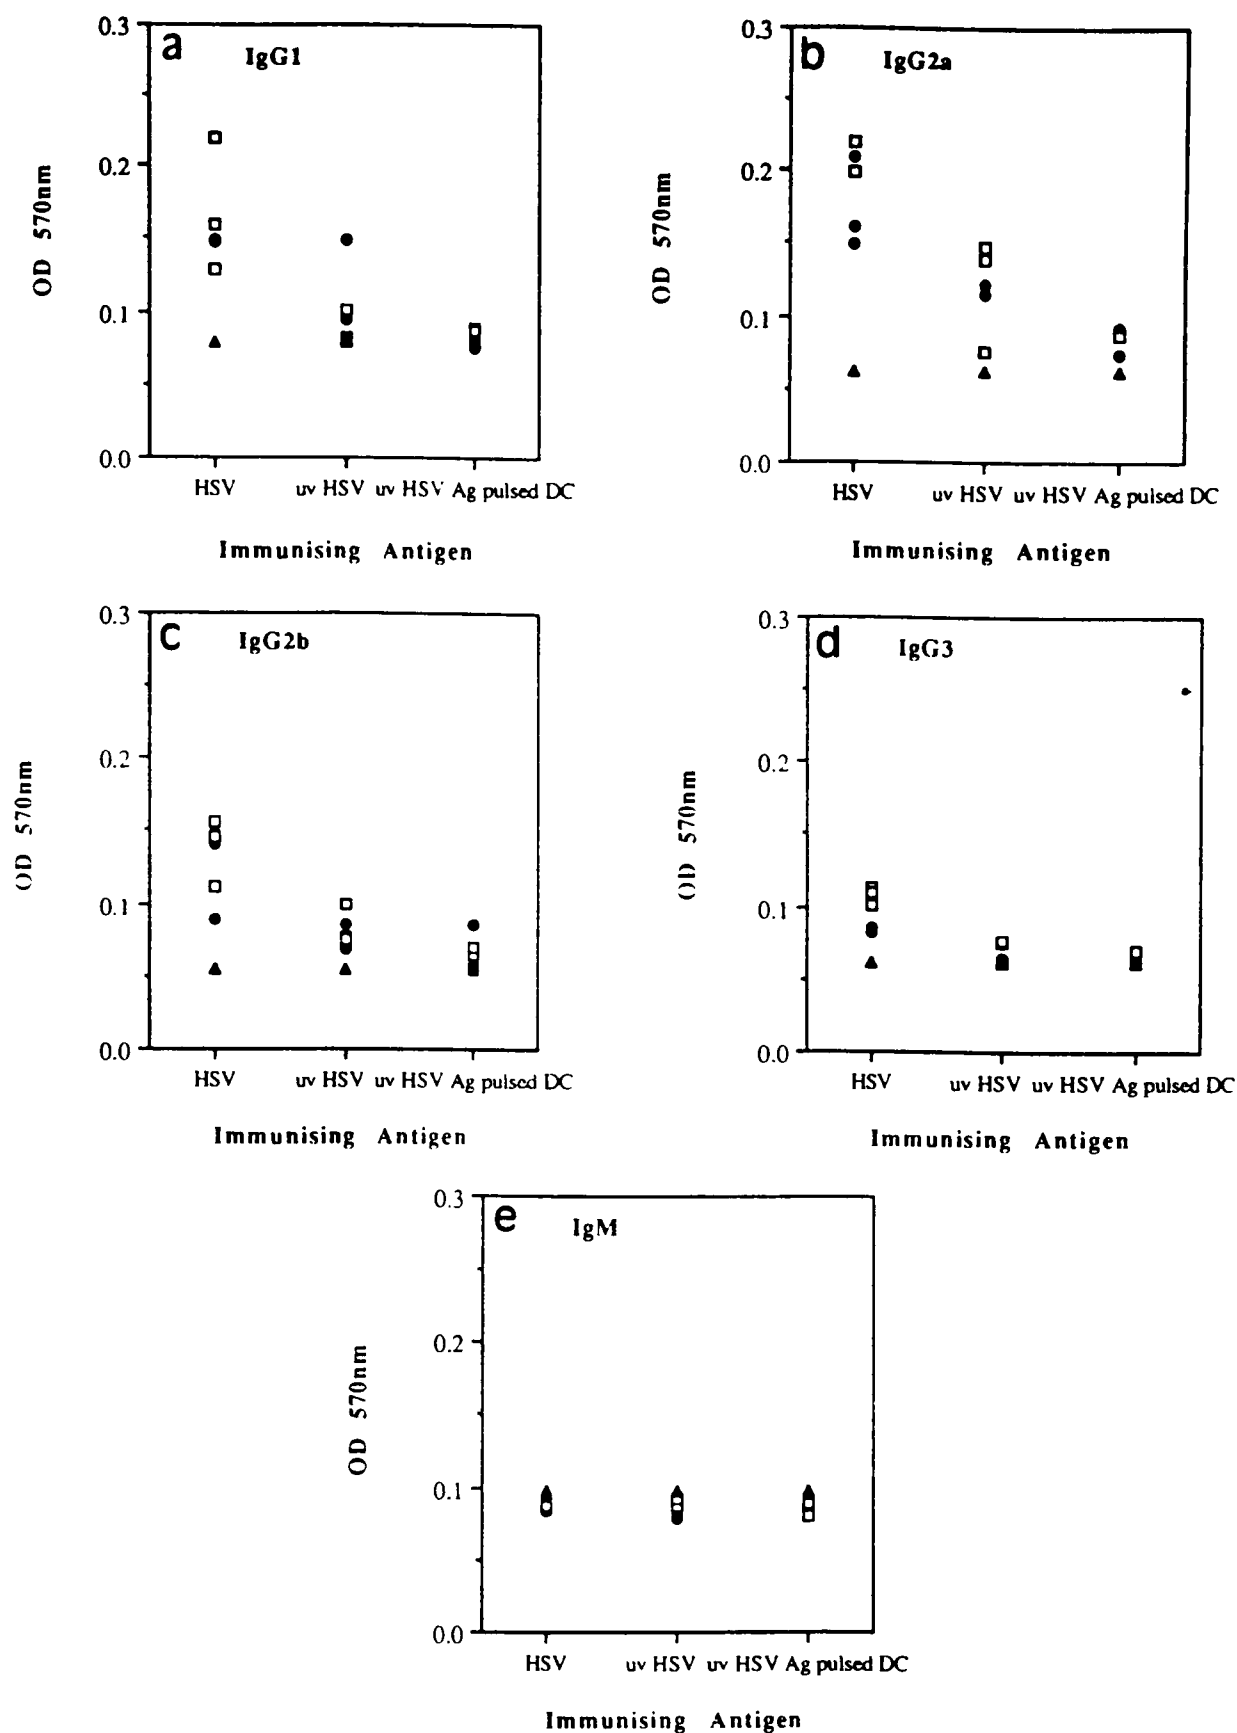 0.3
a
IgG1
0.2
OD 570nm
0.1
0.0
HSV
uv HSV
uv HSV Ag pulsed DC
Immunising Antigen
0.3
b
IgG2a
0.2
OD 570nm
0.1
0.0
HSV
uv HSV
uv HSV Ag pulsed DC
Immunising Antigen
0.3
c
IgG2b
0.2
OD 570nm
0.1
0.0
HSV
uv HSV
uv HSV Ag pulsed DC
Immunising Antigen
0.3
d
IgG3
0.2
OD 570nm
0.1
0.0
HSV
uv HSV
uv HSV Ag pulsed DC
Immunising Antigen
0.3
e
IgM
0.2
OD 570nm
0.1
0.0
HSV
uv HSV
uv HSV Ag pulsed DC
Immunising Antigen